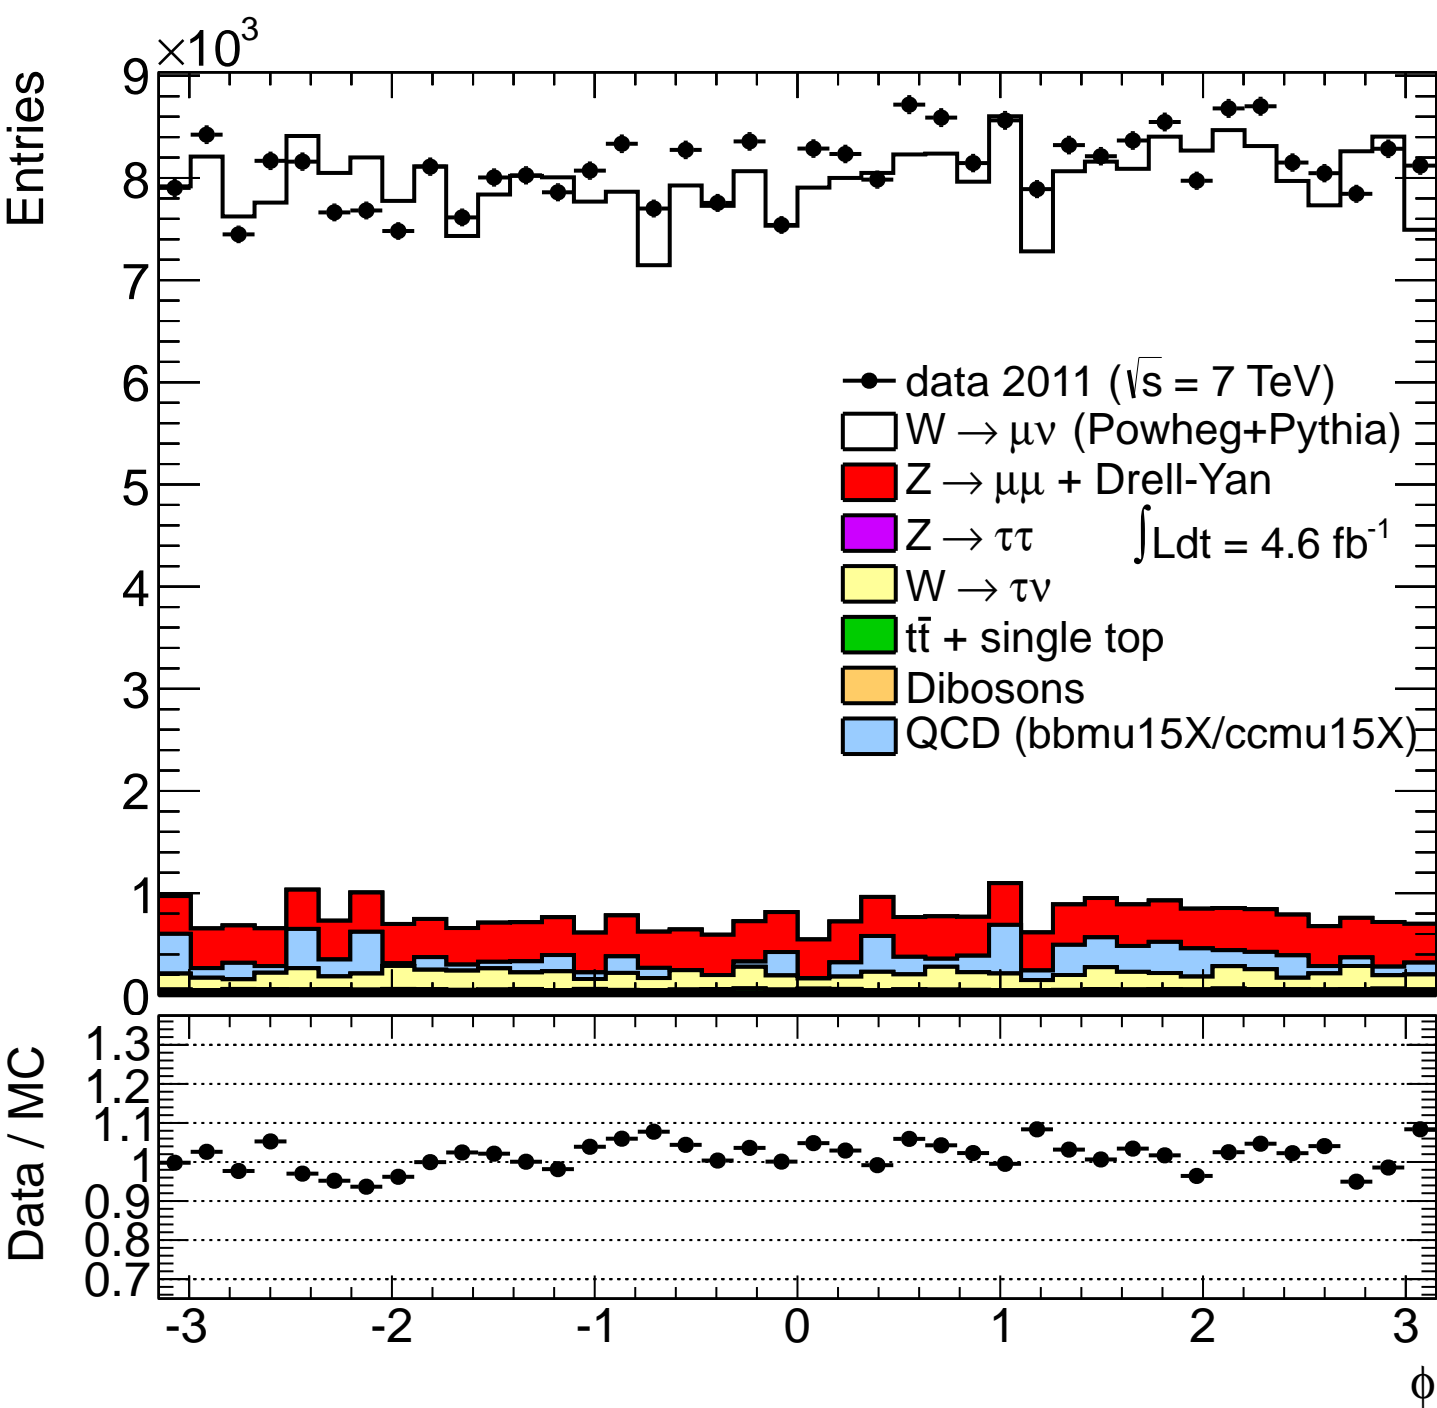 ×10³
Entries
9
8
7
6
5
4
3
2
1
0
data 2011 (√s = 7 TeV)
W → μν (Powheg+Pythia)
Z → μμ + Drell-Yan
Z → ττ
∫Ldt = 4.6 fb⁻¹
W → τν
tt̄ + single top
Dibosons
QCD (bbmu15X/ccmu15X)
Data / MC
1.3
1.2
1.1
1
0.9
0.8
0.7
-3 -2 -1 0 1 2 3
ϕ